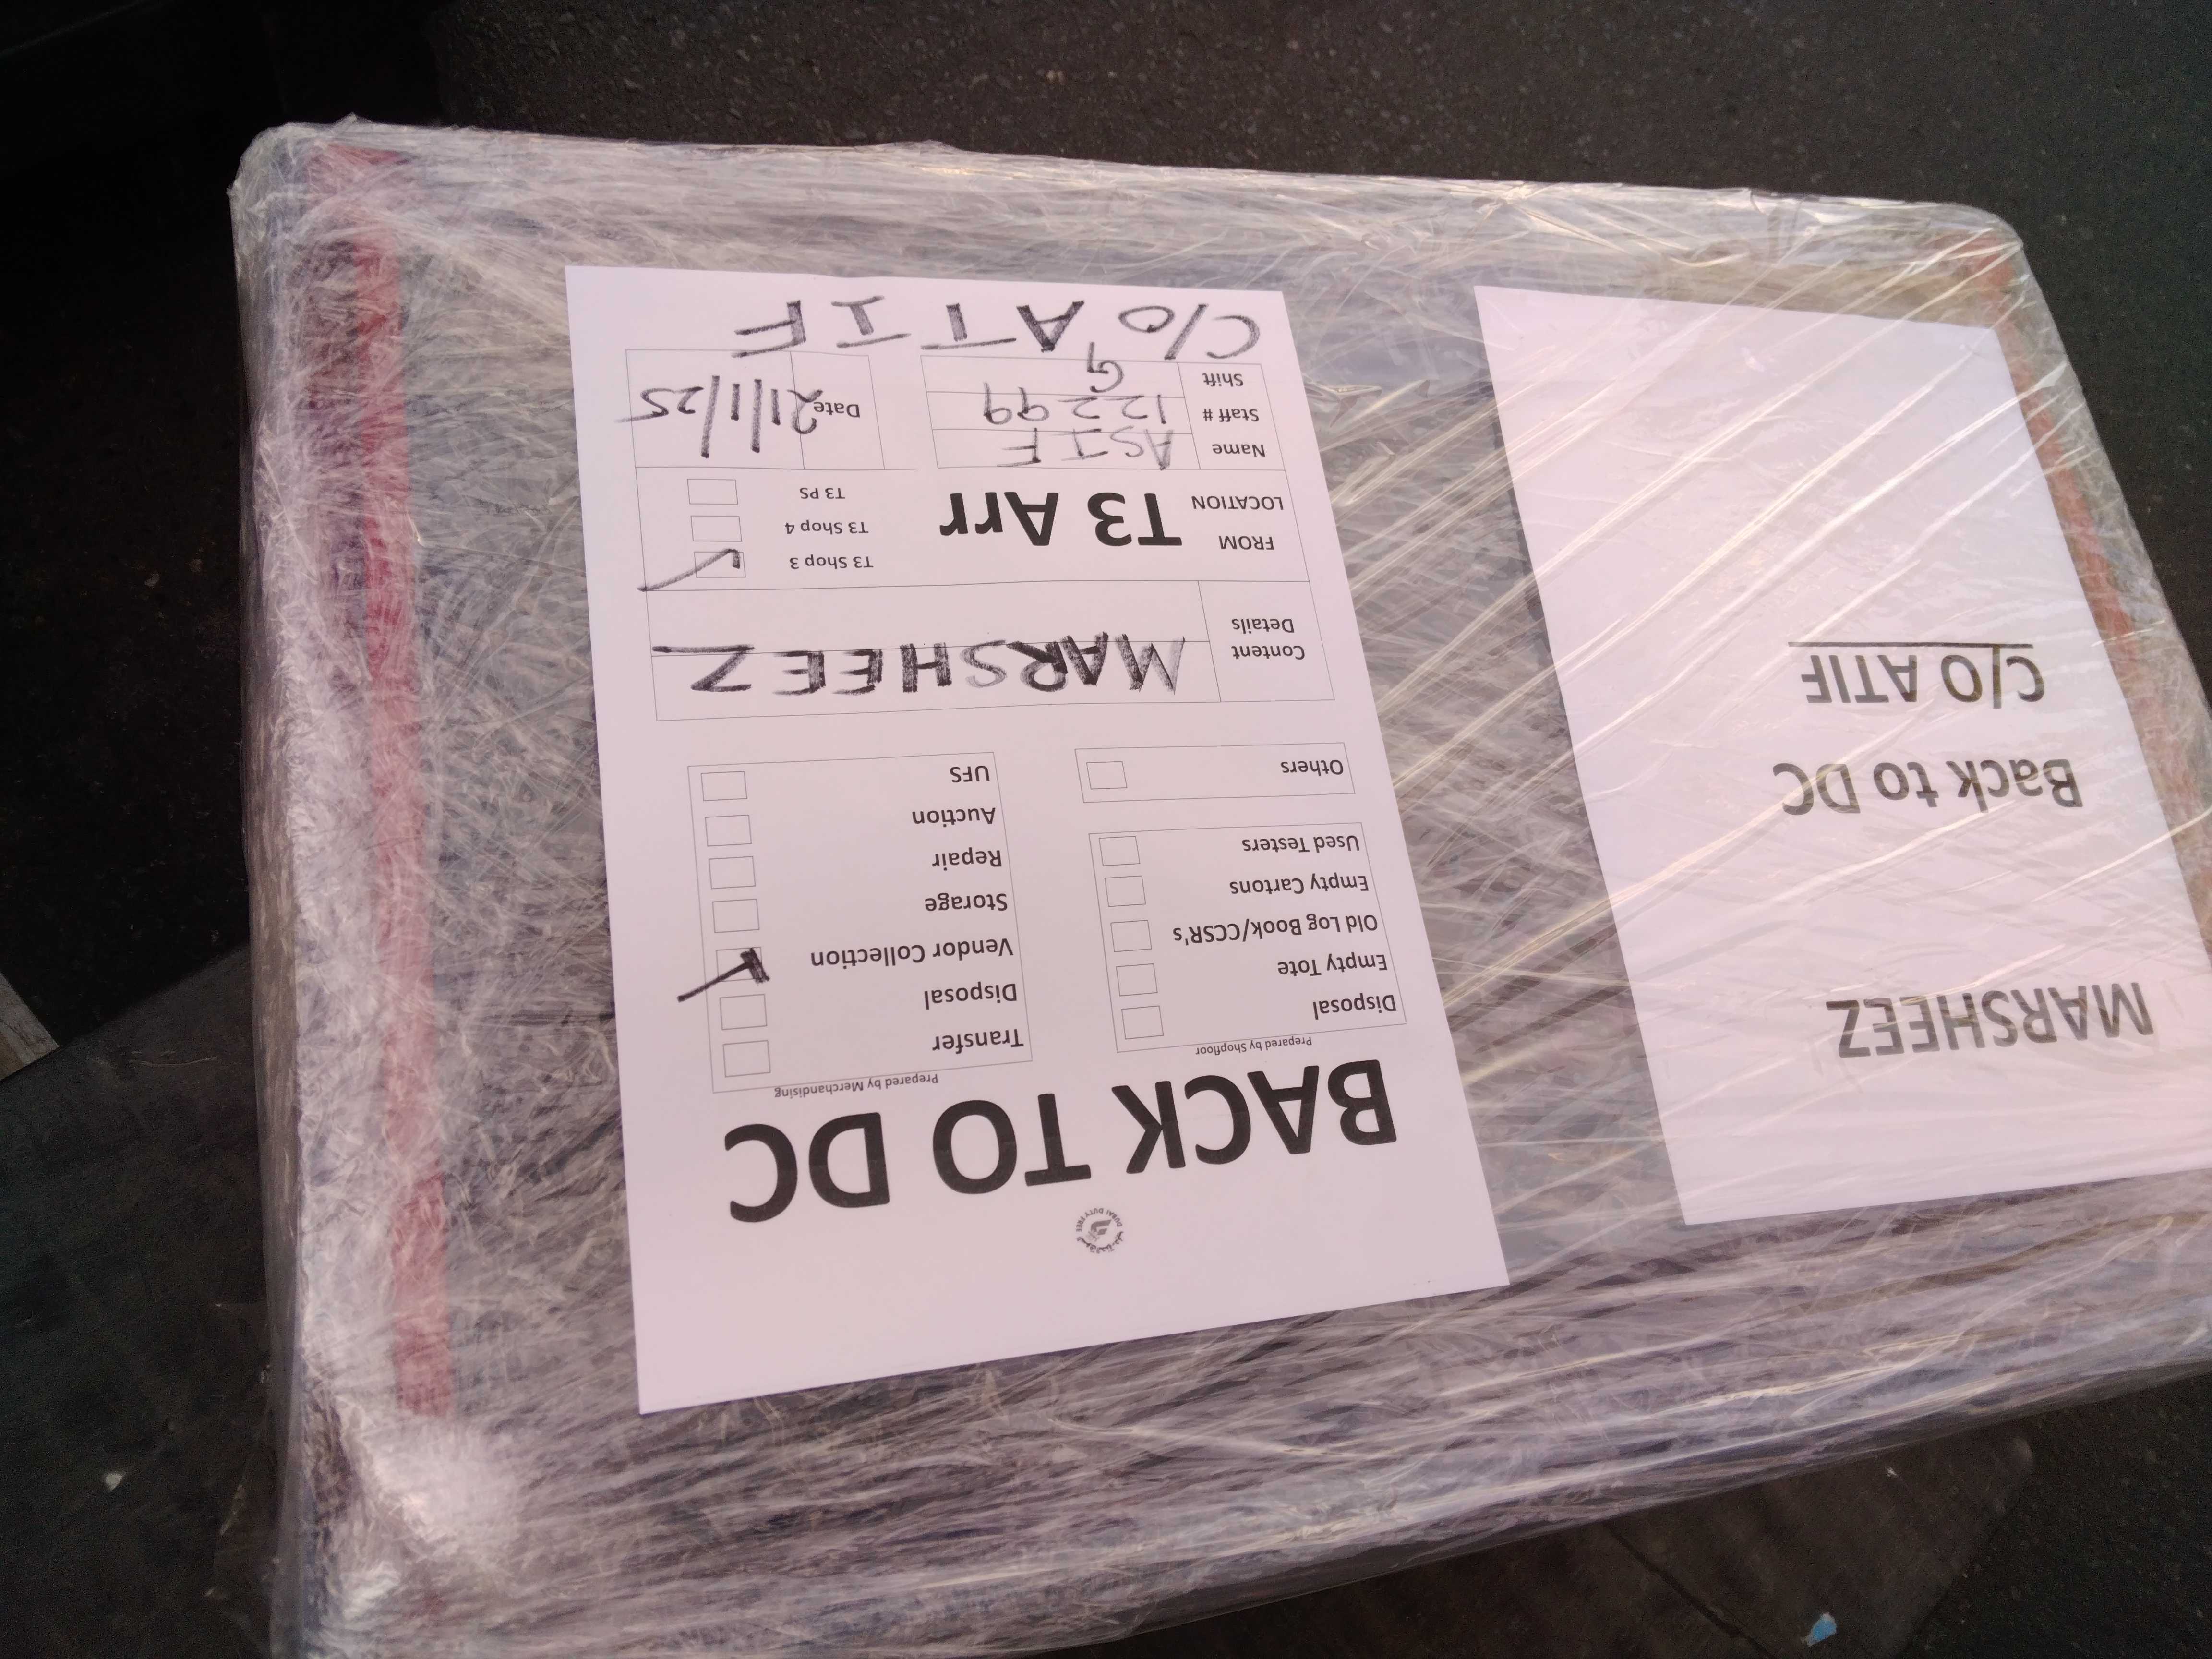 DUBAI DUTY FREE
BACK TO DC
Prepared by Shopfloor
Disposal
Empty Tote
Old Log Book/CCSR's
Empty Cartons
Used Testers
Others
Prepared by Merchandising
Transfer
Disposal
Vendor Collection
Storage
Repair
Auction
UFS
Content Details
MARSHEEZ
FROM
LOCATION
T3 Arr
T3 Shop 3
T3 Shop 4
T3 PS
Name ASIF
Staff # 12299
Shift G
Date 21/1/25
C/O ATIF
MARSHEEZ
Back to DC
C/O ATIF